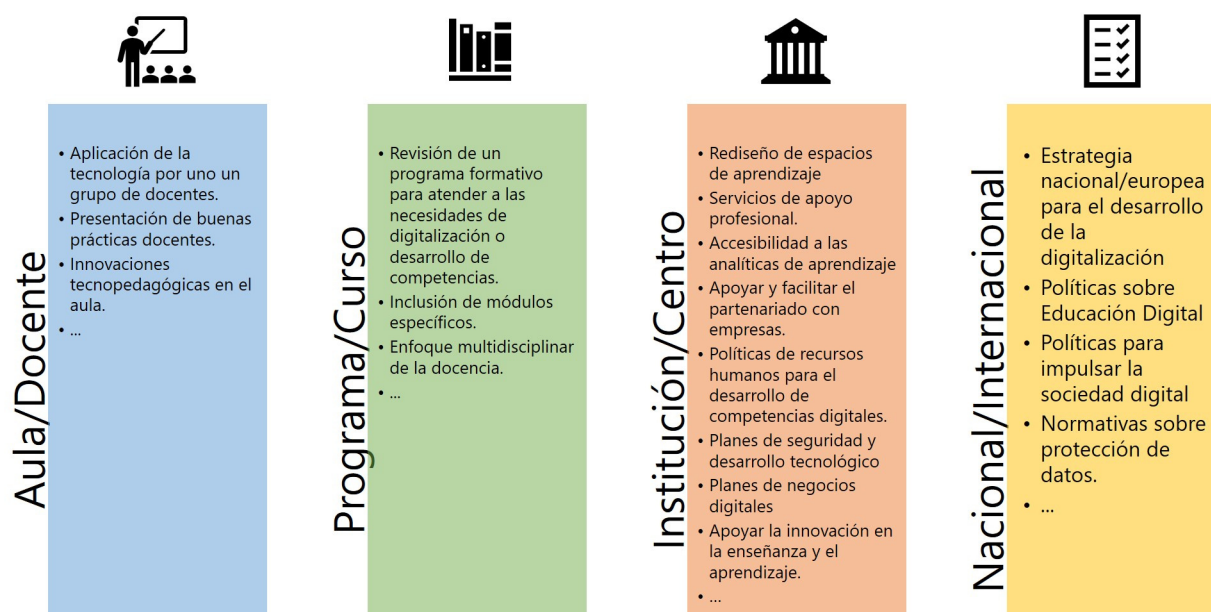 Aula/Docente
• Aplicación de la
tecnología por uno un
grupo de docentes.
• Presentación de buenas
prácticas docentes.
• Innovaciones
tecnopedagógicas en el
aula.
• ...
Programa/Curso
• Revisión de un
programa formativo
para atender a las
necesidades de
digitalización o
desarrollo de
competencias.
• Inclusión de módulos
específicos.
• Enfoque multidisciplinar
de la docencia.
• ...
Institución/Centro
• Rediseño de espacios
de aprendizaje
• Servicios de apoyo
profesional.
• Accesibilidad a las
analíticas de aprendizaje
• Apoyar y facilitar el
partenariado con
empresas.
• Políticas de recursos
humanos para el
desarrollo de
competencias digitales.
• Planes de seguridad y
desarrollo tecnológico
• Planes de negocios
digitales
• Apoyar la innovación en
la enseñanza y el
aprendizaje.
• ...
Nacional/Internacional
• Estrategia
nacional/europea
para el desarrollo
de la
digitalización
• Políticas sobre
Educación Digital
• Políticas para
impulsar la
sociedad digital
• Normativas sobre
protección de
datos.
• ...